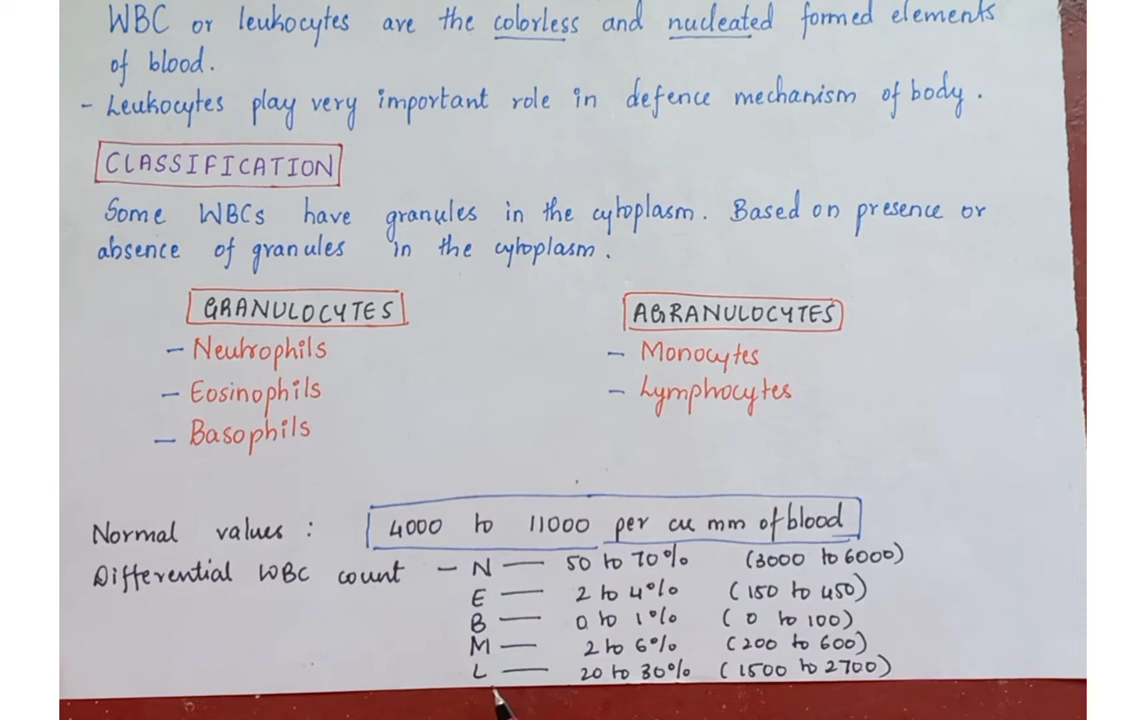 WBC or leukocytes are the colorless and nucleated formed elements
of blood.
- Leukocytes play very important role in defence mechanism of body.
CLASSIFICATION
Some WBCs have granules in the cytoplasm. Based on presence or
absence of granules in the cytoplasm.
GRANULOCYTES
- Neutrophils
- Eosinophils
- Basophils
AGRANULOCYTES
- Monocytes
- Lymphocytes
Normal values : 4000 to 11000 per cu mm of blood
Differential WBC count - N — 50 to 70% (3000 to 6000)
E — 2 to 4% (150 to 450)
B — 0 to 1% ( 0 to 100)
M — 2 to 6% (200 to 600)
L — 20 to 30% (1500 to 2700)